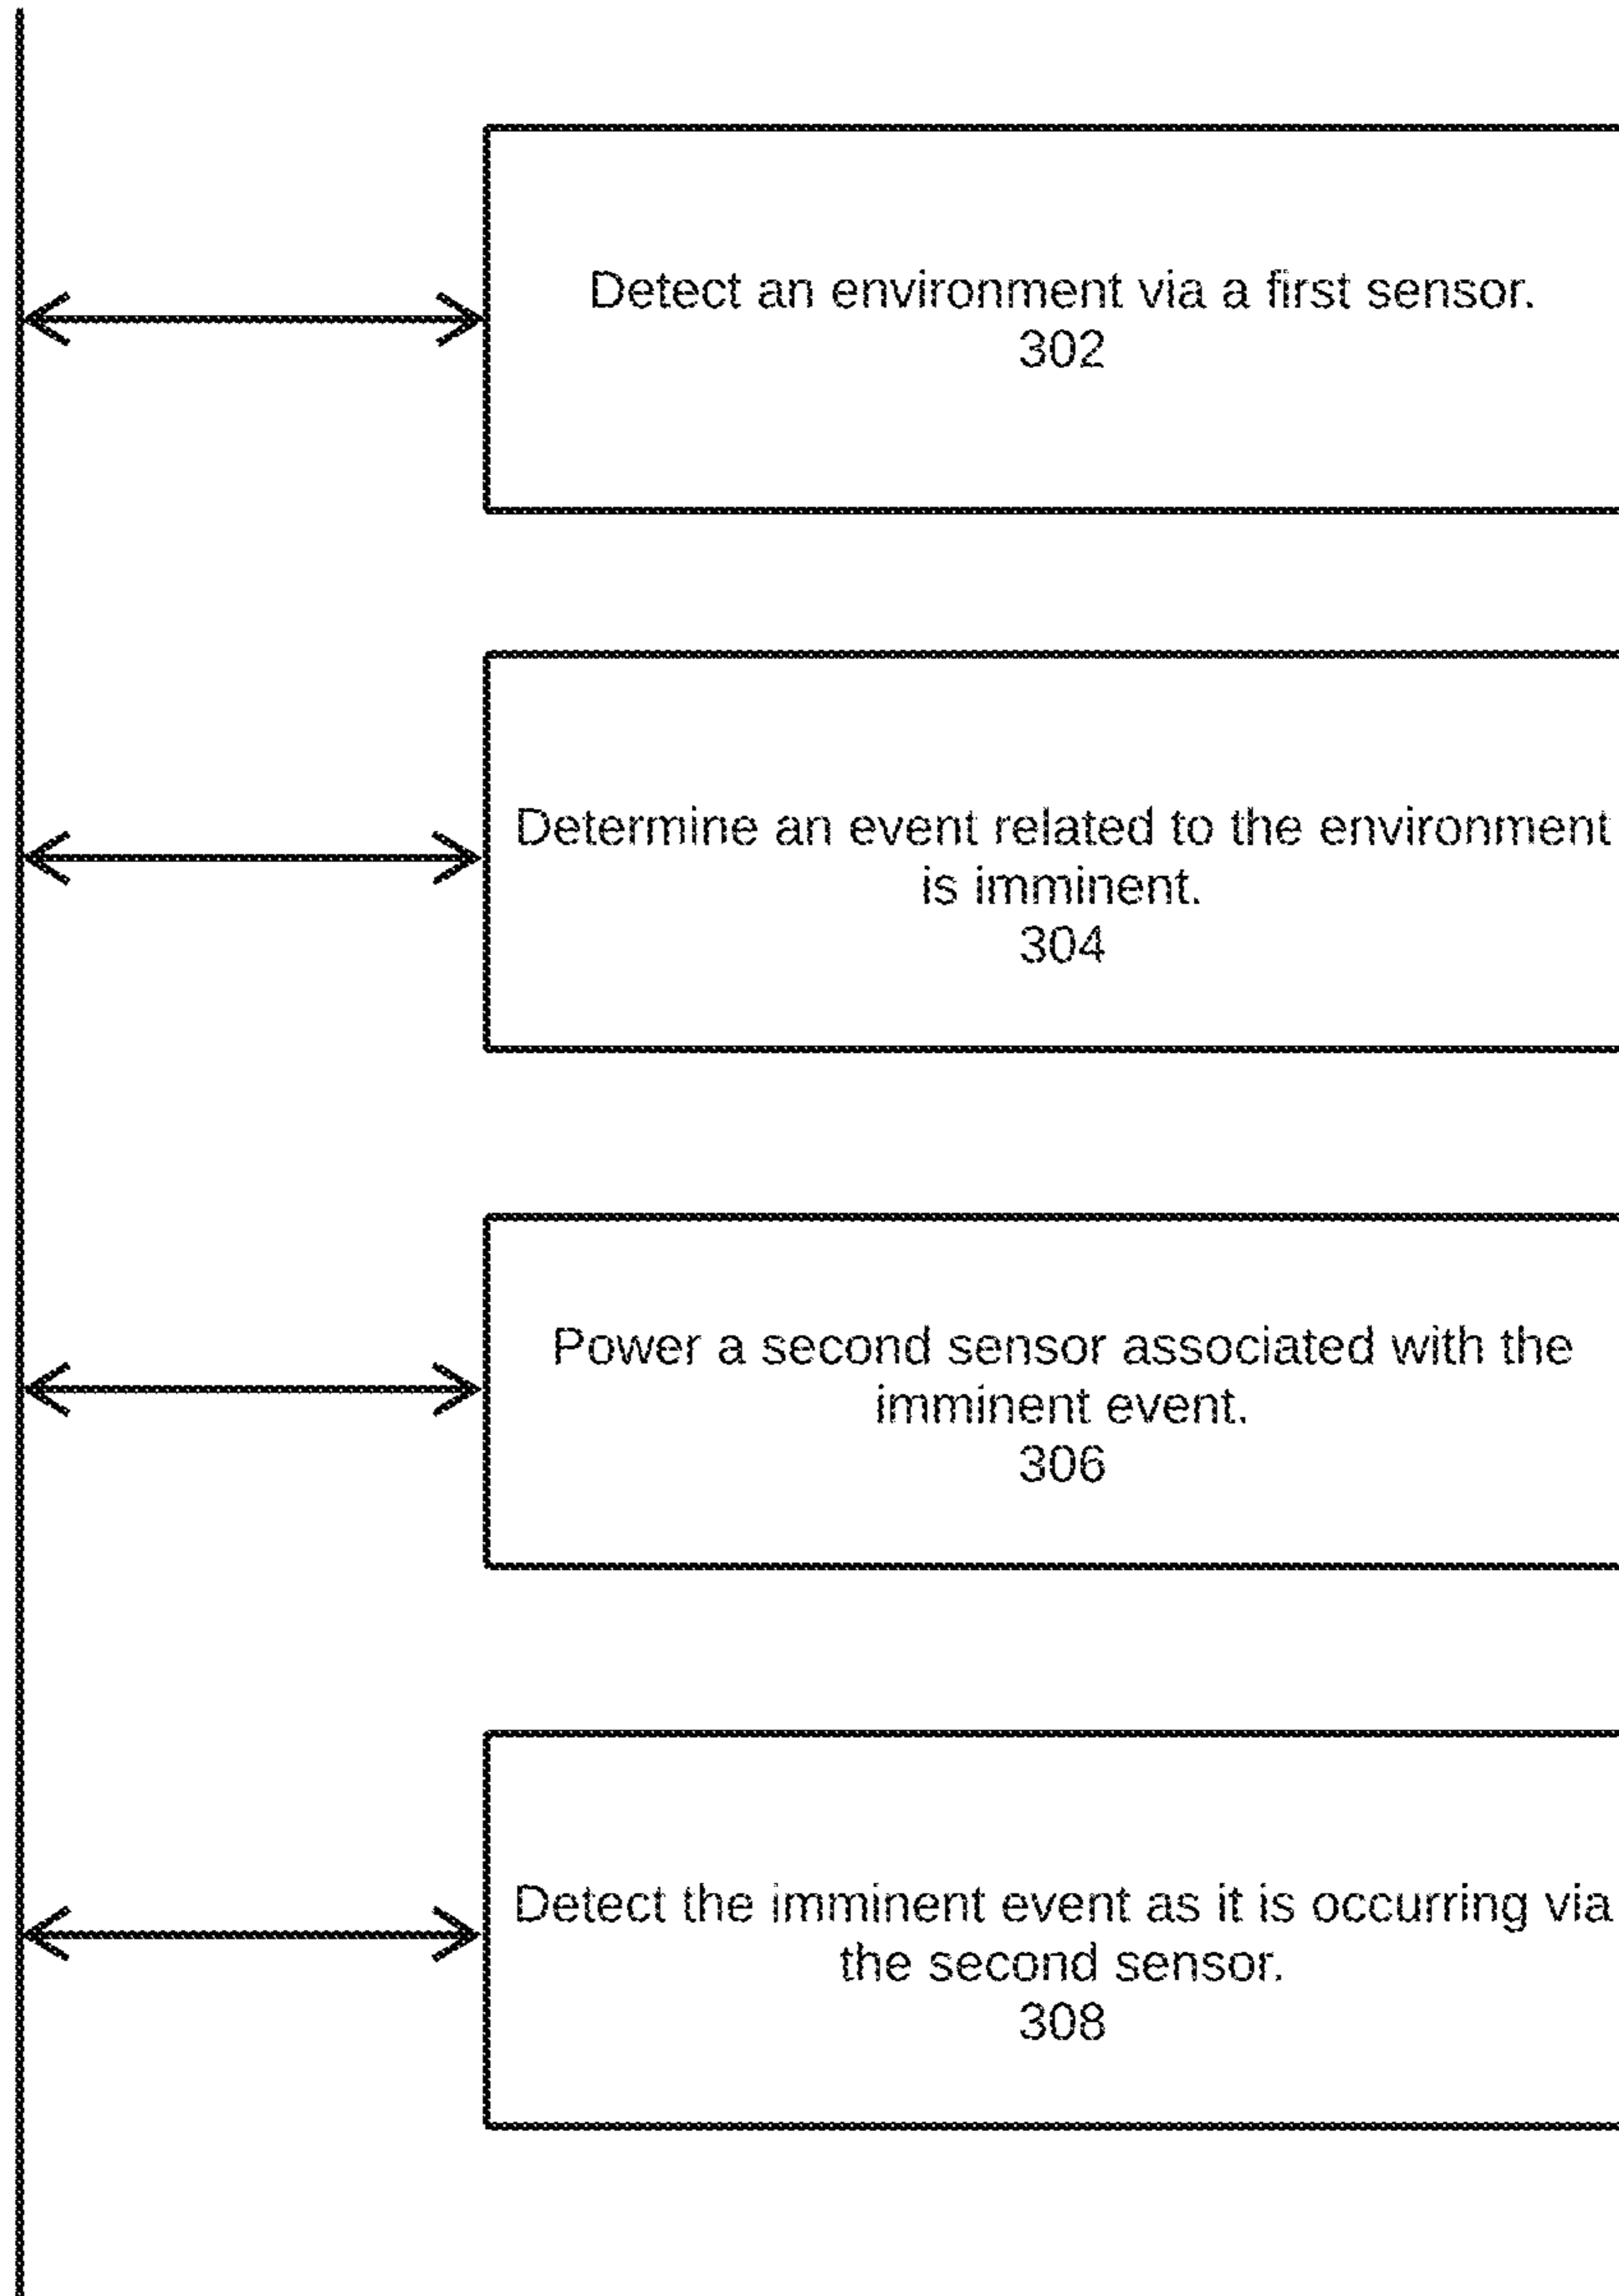 Detect an environment via a first sensor.
302
Determine an event related to the environment
is imminent.
304
Power a second sensor associated with the
imminent event.
306
Detect the imminent event as it is occurring via
the second sensor.
308